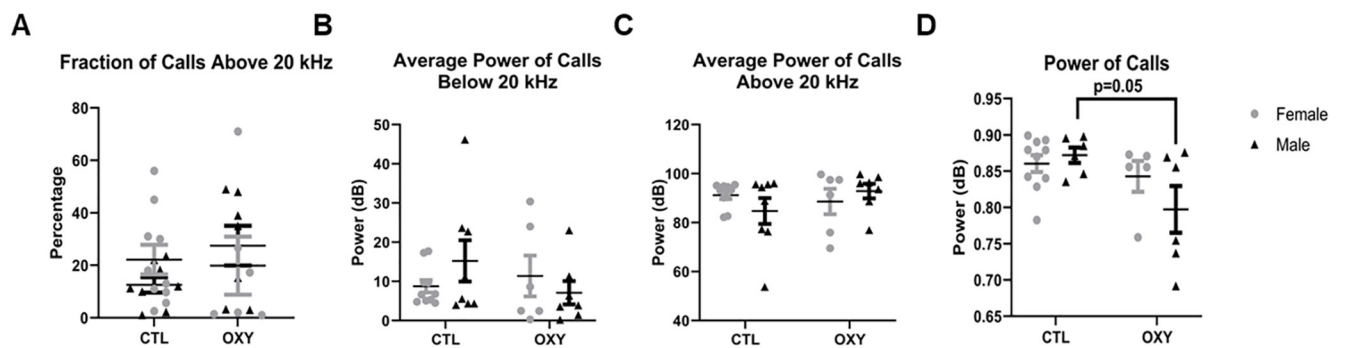 A
Fraction of Calls Above 20 kHz
Percentage
80
60
40
20
0
CTL
OXY
B
Average Power of Calls
Below 20 kHz
Power (dB)
50
40
30
20
10
0
CTL
OXY
C
Average Power of Calls
Above 20 kHz
Power (dB)
120
100
80
60
40
CTL
OXY
D
Power of Calls
p=0.05
Power (dB)
0.95
0.90
0.85
0.80
0.75
0.70
0.65
CTL
OXY
Female
Male